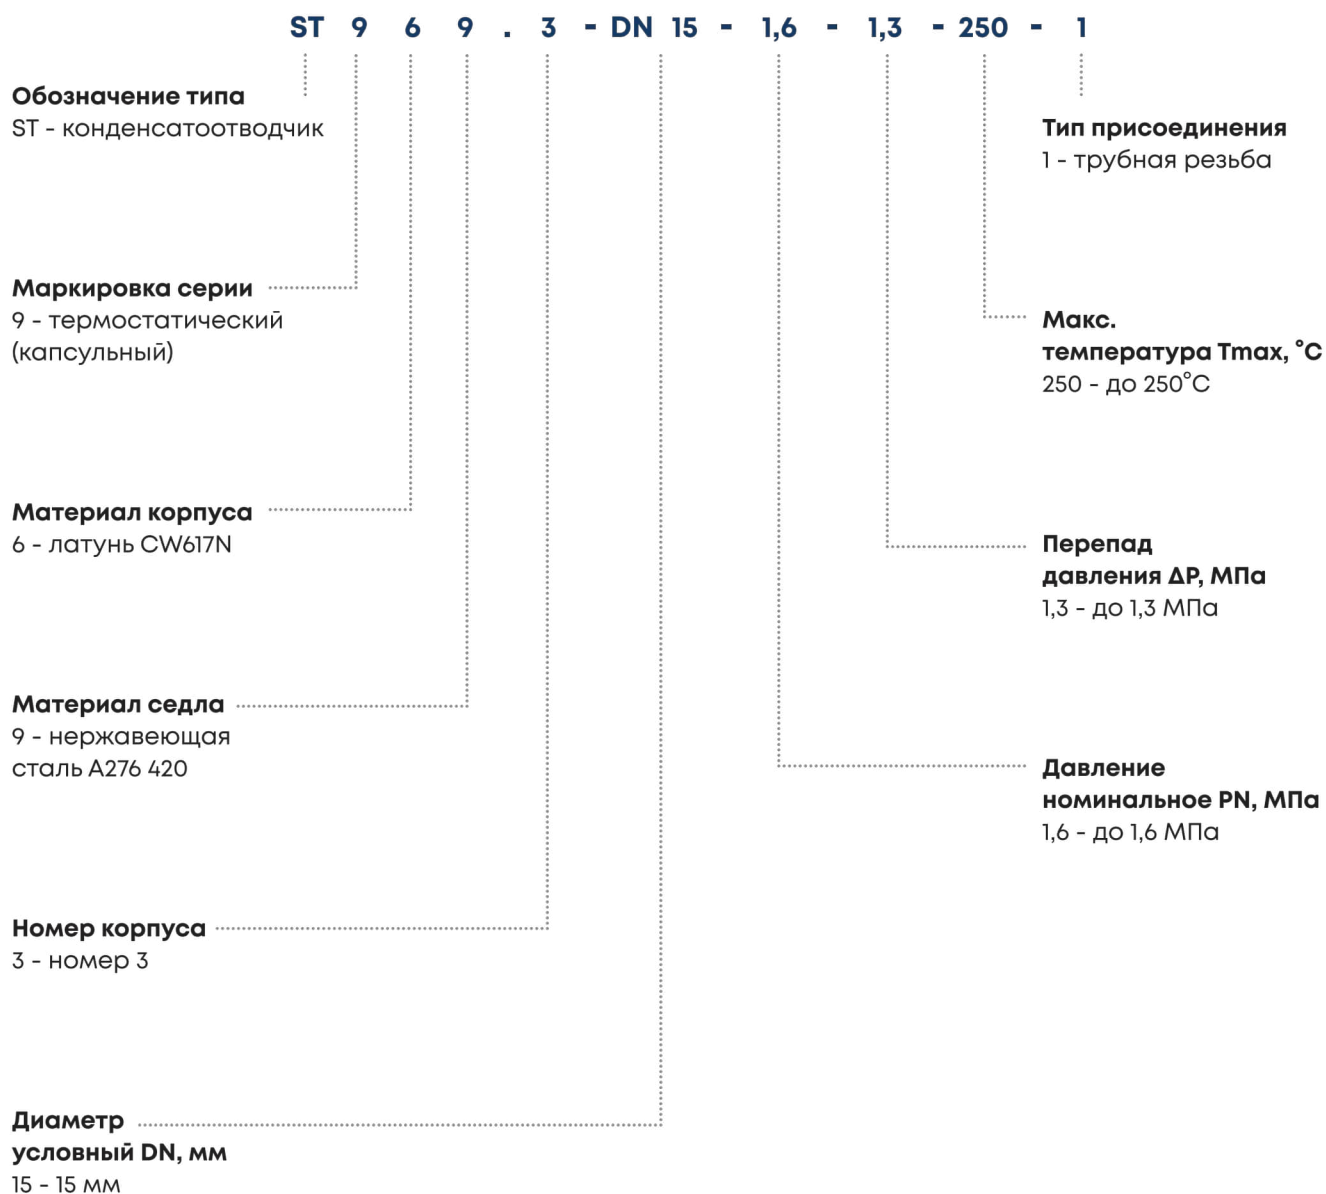 ST 9 6 9 . 3 - DN 15 - 1,6 - 1,3 - 250 - 1
Обозначение типа
ST - конденсатоотводчик
Маркировка серии
9 - термостатический
(капсульный)
Материал корпуса
6 - латунь CW617N
Материал седла
9 - нержавеющая
сталь А276 420
Номер корпуса
3 - номер 3
Диаметр
условный DN, мм
15 - 15 мм
Тип присоединения
1 - трубная резьба
Макс.
температура Tmax, °C
250 - до 250°C
Перепад
давления ΔP, МПа
1,3 - до 1,3 МПа
Давление
номинальное PN, МПа
1,6 - до 1,6 МПа